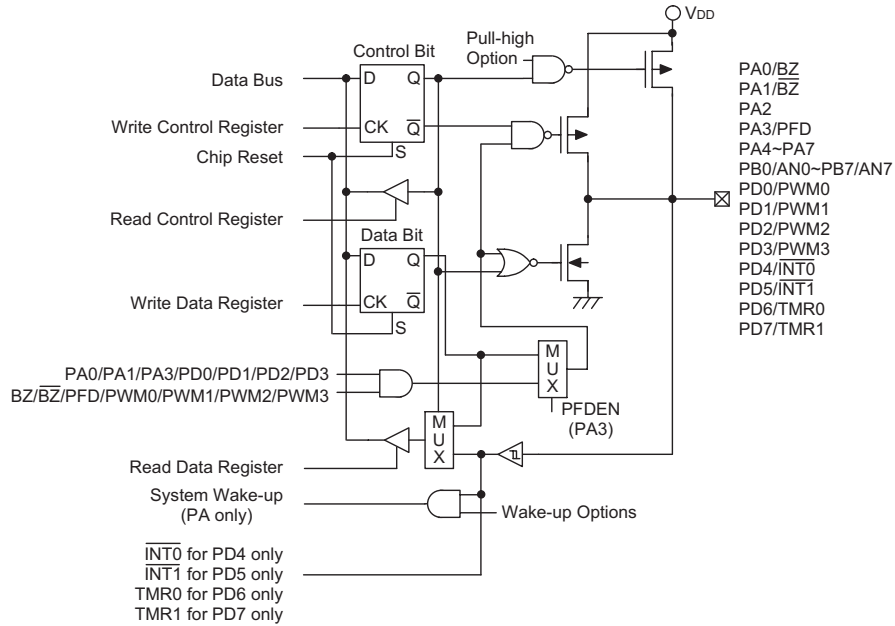 V DD
Pull-high
Option
Control Bit
Data Bus
D
Q
Write Control Register
CK
Q̅
Chip Reset
S
Read Control Register
Data Bit
D
Q
Write Data Register
CK
Q̅
S
PA0/PA1/PA3/PD0/PD1/PD2/PD3
BZ/B̅Z̅/PFD/PWM0/PWM1/PWM2/PWM3
M
U
X
PFDEN
(PA3)
M
U
X
Read Data Register
System Wake-up
(PA only)
Wake-up Options
I̅N̅T̅0̅ for PD4 only
I̅N̅T̅1̅ for PD5 only
TMR0 for PD6 only
TMR1 for PD7 only
PA0/BZ
PA1/B̅Z̅
PA2
PA3/PFD
PA4~PA7
PB0/AN0~PB7/AN7
PD0/PWM0
PD1/PWM1
PD2/PWM2
PD3/PWM3
PD4/I̅N̅T̅0̅
PD5/I̅N̅T̅1̅
PD6/TMR0
PD7/TMR1